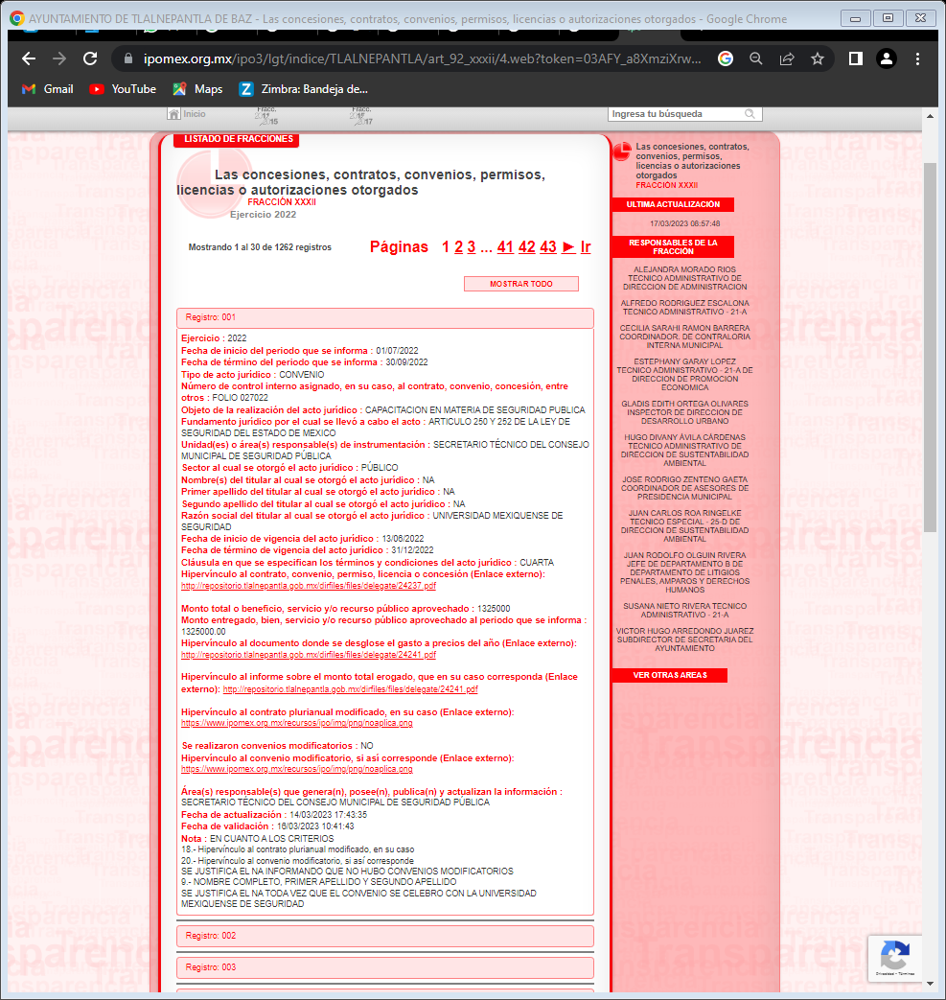 AYUNTAMIENTO DE TLALNEPANTLA DE BAZ - Las concesiones, contratos, convenios, permisos, licencias o autorizaciones otorgados - Google Chrome
ipomex.org.mx/ipo3/lgt/indice/TLALNEPANTLA/art_92_xxxii/4.web?token=03AFY_a8XmziXrw...
Gmail
YouTube
Maps
Zimbra: Bandeja de...
Inicio
Fracc.
Fracc.
Ingresa tu búsqueda
LISTADO DE FRACCIONES
Las concesiones, contratos, convenios, permisos,
licencias o autorizaciones otorgados
FRACCIÓN XXXII
Ejercicio 2022
Mostrando 1 al 30 de 1262 registros
Páginas 1 2 3 ... 41 42 43 ► Ir
MOSTRAR TODO
Registro: 001
Ejercicio : 2022
Fecha de inicio del periodo que se informa : 01/07/2022
Fecha de término del periodo que se informa : 30/09/2022
Tipo de acto jurídico : CONVENIO
Número de control interno asignado, en su caso, al contrato, convenio, concesión, entre
otros : FOLIO 027022
Objeto de la realización del acto jurídico : CAPACITACION EN MATERIA DE SEGURIDAD PUBLICA
Fundamento jurídico por el cual se llevó a cabo el acto : ARTICULO 250 Y 252 DE LA LEY DE
SEGURIDAD DEL ESTADO DE MEXICO
Unidad(es) o área(s) responsable(s) de instrumentación : SECRETARIO TÉCNICO DEL CONSEJO
MUNICIPAL DE SEGURIDAD PÚBLICA
Sector al cual se otorgó el acto jurídico : PÚBLICO
Nombre(s) del titular al cual se otorgó el acto jurídico : NA
Primer apellido del titular al cual se otorgó el acto jurídico : NA
Segundo apellido del titular al cual se otorgó el acto jurídico : NA
Razón social del titular al cual se otorgó el acto jurídico : UNIVERSIDAD MEXIQUENSE DE
SEGURIDAD
Fecha de inicio de vigencia del acto jurídico : 13/06/2022
Fecha de término de vigencia del acto jurídico : 31/12/2022
Cláusula en que se especifican los términos y condiciones del acto jurídico : CUARTA
Hipervínculo al contrato, convenio, permiso, licencia o concesión (Enlace externo):
http://repositorio.tlalnepantla.gob.mx/dirfiles/files/delegate/24237.pdf
Monto total o beneficio, servicio y/o recurso público aprovechado : 1325000
Monto entregado, bien, servicio y/o recurso público aprovechado al periodo que se informa :
1325000.00
Hipervínculo al documento donde se desglose el gasto a precios del año (Enlace externo):
http://repositorio.tlalnepantla.gob.mx/dirfiles/files/delegate/24241.pdf
Hipervínculo al informe sobre el monto total erogado, que en su caso corresponda (Enlace
externo): http://repositorio.tlalnepantla.gob.mx/dirfiles/files/delegate/24241.pdf
Hipervínculo al contrato plurianual modificado, en su caso (Enlace externo):
https://www.ipomex.org.mx/recursos/ipo/img/png/noaplica.png
Se realizaron convenios modificatorios : NO
Hipervínculo al convenio modificatorio, si así corresponde (Enlace externo):
https://www.ipomex.org.mx/recursos/ipo/img/png/noaplica.png
Área(s) responsable(s) que genera(n), posee(n), publica(n) y actualizan la información :
SECRETARIO TÉCNICO DEL CONSEJO MUNICIPAL DE SEGURIDAD PÚBLICA
Fecha de actualización : 14/03/2023 17:43:35
Fecha de validación : 16/03/2023 10:41:43
Nota : EN CUANTO A LOS CRITERIOS
18.- Hipervínculo al contrato plurianual modificado, en su caso
20.- Hipervínculo al convenio modificatorio, si así corresponde
SE JUSTIFICA EL NA INFORMANDO QUE NO HUBO CONVENIOS MODIFICATORIOS
9.- NOMBRE COMPLETO, PRIMER APELLIDO Y SEGUNDO APELLIDO
SE JUSTIFICA EL NA TODA VEZ QUE EL CONVENIO SE CELEBRO CON LA UNIVERSIDAD
MEXIQUENSE DE SEGURIDAD
Registro: 002
Registro: 003
Las concesiones, contratos,
convenios, permisos,
licencias o autorizaciones
otorgados
FRACCIÓN XXXII
ULTIMA ACTUALIZACIÓN
17/03/2023 08:57:48
RESPONSABLES DE LA
FRACCIÓN
ALEJANDRA MORADO RIOS
TECNICO ADMINISTRATIVO DE
DIRECCION DE ADMINISTRACION
ALFREDO RODRIGUEZ ESCALONA
TECNICO ADMINISTRATIVO - 21-A
CECILIA SARAHI RAMON BARRERA
COORDINADOR. DE CONTRALORIA
INTERNA MUNICIPAL
ESTEPHANY GARAY LOPEZ
TECNICO ADMINISTRATIVO - 21-A DE
DIRECCION DE PROMOCION
ECONOMICA
GLADIS EDITH ORTEGA OLIVARES
INSPECTOR DE DIRECCION DE
DESARROLLO URBANO
HUGO DIVANY ÁVILA CÁRDENAS
TECNICO ADMINISTRATIVO DE
DIRECCION DE SUSTENTABILIDAD
AMBIENTAL
JOSE RODRIGO ZENTENO GAETA
COORDINADOR DE ASESORES DE
PRESIDENCIA MUNICIPAL
JUAN CARLOS ROA RINGELKE
TECNICO ESPECIAL - 25-D DE
DIRECCION DE SUSTENTABILIDAD
AMBIENTAL
JUAN RODOLFO OLGUIN RIVERA
JEFE DE DEPARTAMENTO B DE
DEPARTAMENTO DE LITIGIOS
PENALES, AMPAROS Y DERECHOS
HUMANOS
SUSANA NIETO RIVERA TECNICO
ADMINISTRATIVO - 21-A
VICTOR HUGO ARREDONDO JUAREZ
SUBDIRECTOR DE SECRETARIA DEL
AYUNTAMIENTO
VER OTRAS AREAS
Privacidad - Términos